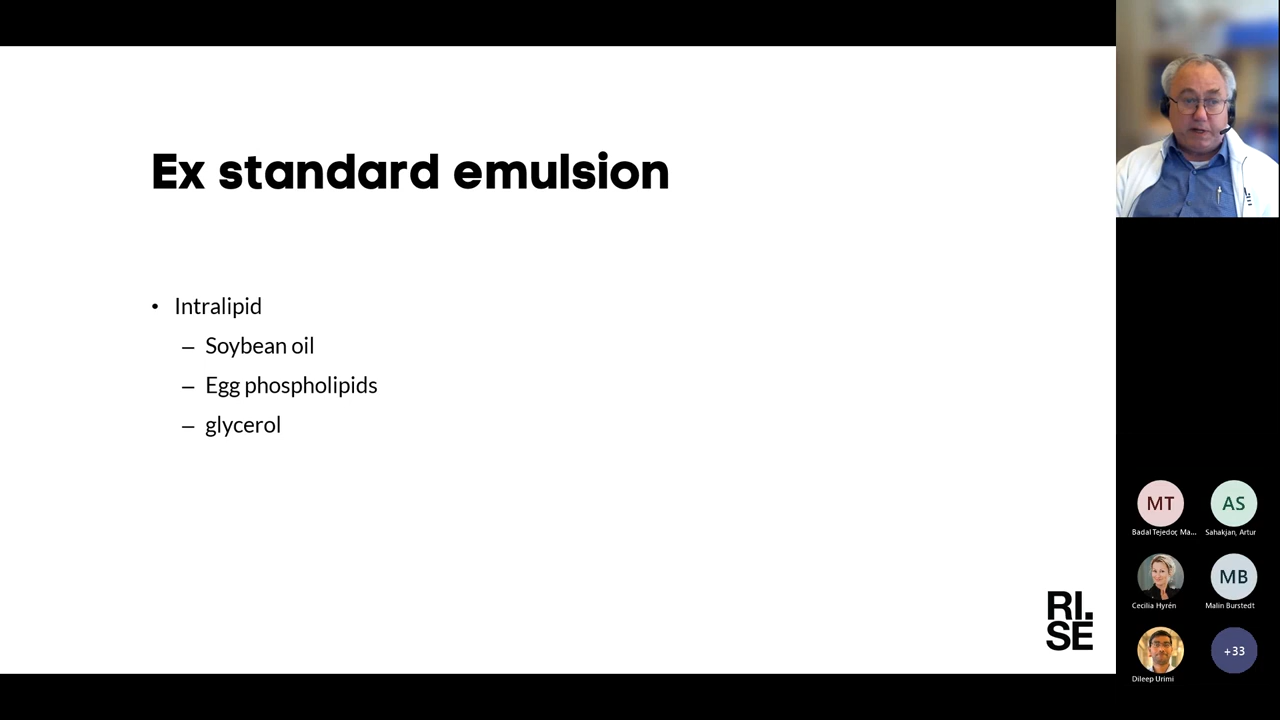 Ex standard emulsion
• Intralipid
– Soybean oil
– Egg phospholipids
– glycerol
RI.
SE
MT
AS
Badal Tejedor, Ma...
Sahakjan, Artur
MB
Cecilia Hyrén
Malin Burstedt
+33
Dileep Urimi